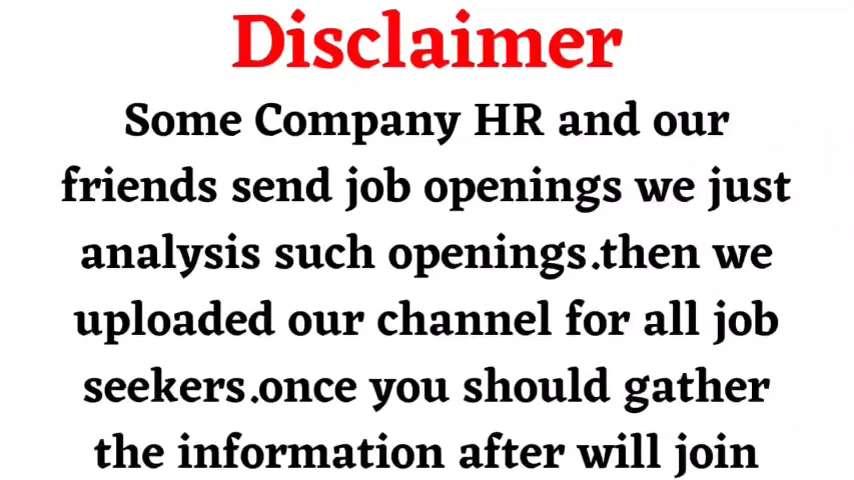 Disclaimer
Some Company HR and our
friends send job openings we just
analysis such openings.then we
uploaded our channel for all job
seekers.once you should gather
the information after will join